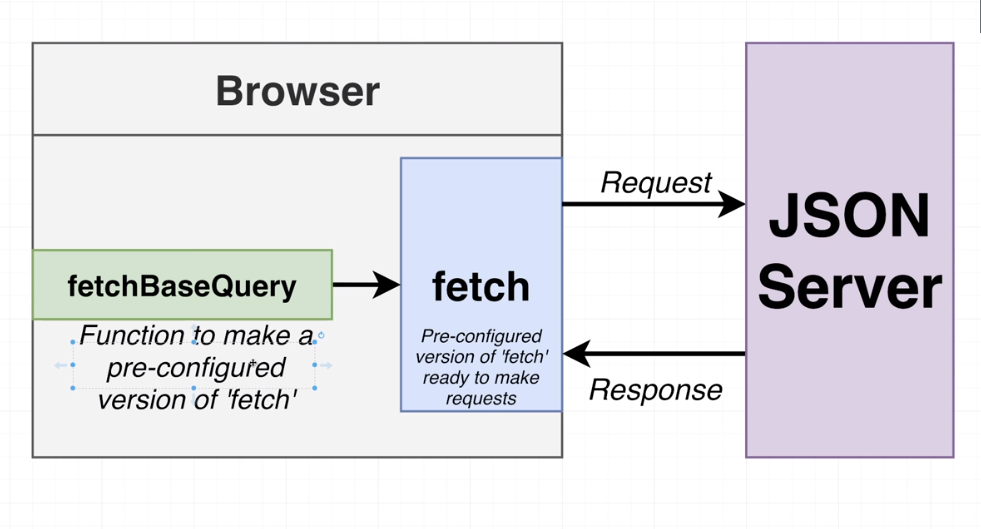 Browser
Request
JSON
Server
fetchBaseQuery
fetch
Function to make a
pre-configured
version of 'fetch'
Pre-configured
version of 'fetch'
ready to make
requests
Response